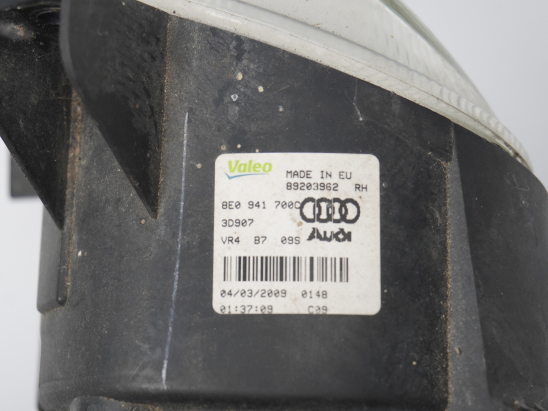 Valeo MADE IN EU
89203962 RH
8E0 941 700C
3D907
VR4 B7 09S Audi
04/03/2009 0148
01:37:09 C09